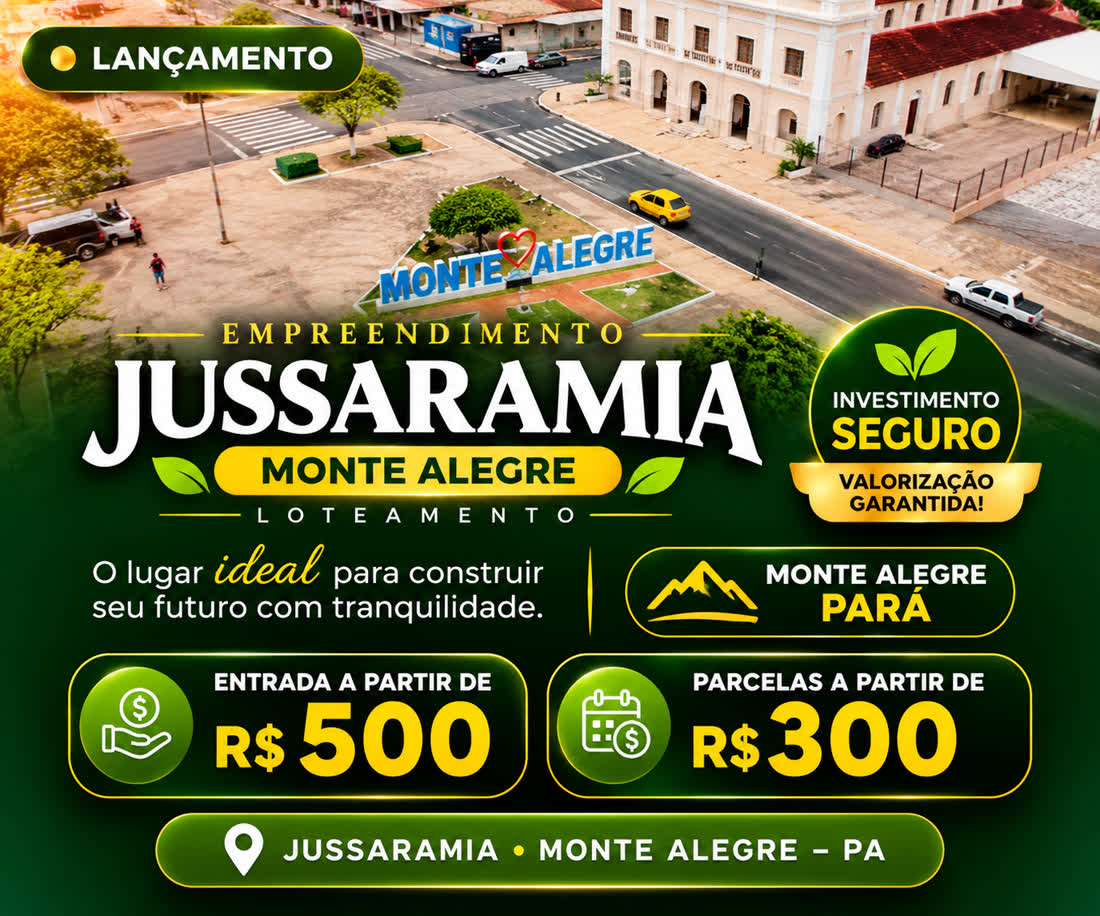 LANÇAMENTO
MONTE ALEGRE
EMPREENDIMENTO
JUSSARAMIA
MONTE ALEGRE
LOTEAMENTO
INVESTIMENTO
SEGURO
VALORIZAÇÃO
GARANTIDA!
O lugar ideal para construir
seu futuro com tranquilidade.
MONTE ALEGRE
PARÁ
ENTRADA A PARTIR DE
R$ 500
PARCELAS A PARTIR DE
R$ 300
JUSSARAMIA • MONTE ALEGRE – PA